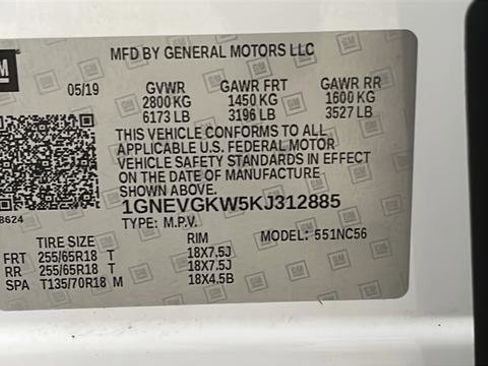 GM
MFD BY GENERAL MOTORS LLC
05/19 GVWR GAWR FRT GAWR RR
2800 KG 1450 KG 1600 KG
6173 LB 3196 LB 3527 LB
THIS VEHICLE CONFORMS TO ALL
APPLICABLE U.S. FEDERAL MOTOR
VEHICLE SAFETY STANDARDS IN EFFECT
ON THE DATE OF MANUFACTURE
SHOWN ABOVE.
8624
1GNEVGKW5KJ312885
TYPE: M.P.V.
TIRE SIZE RIM MODEL: 551NC56
FRT 255/65R18 T 18X7.5J
RR 255/65R18 T 18X7.5J
SPA T135/70R18 M 18X4.5B